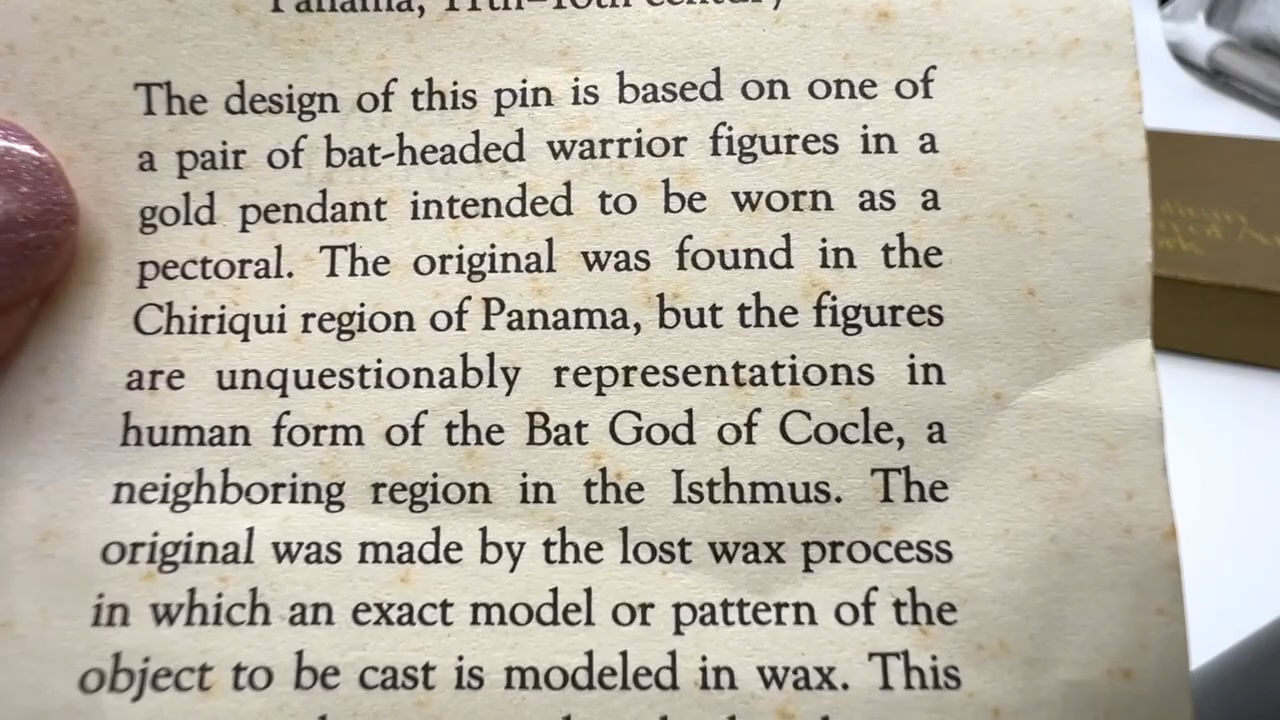 Panama, 11th–16th century
The design of this pin is based on one of
a pair of bat-headed warrior figures in a
gold pendant intended to be worn as a
pectoral. The original was found in the
Chiriqui region of Panama, but the figures
are unquestionably representations in
human form of the Bat God of Cocle, a
neighboring region in the Isthmus. The
original was made by the lost wax process
in which an exact model or pattern of the
object to be cast is modeled in wax. This